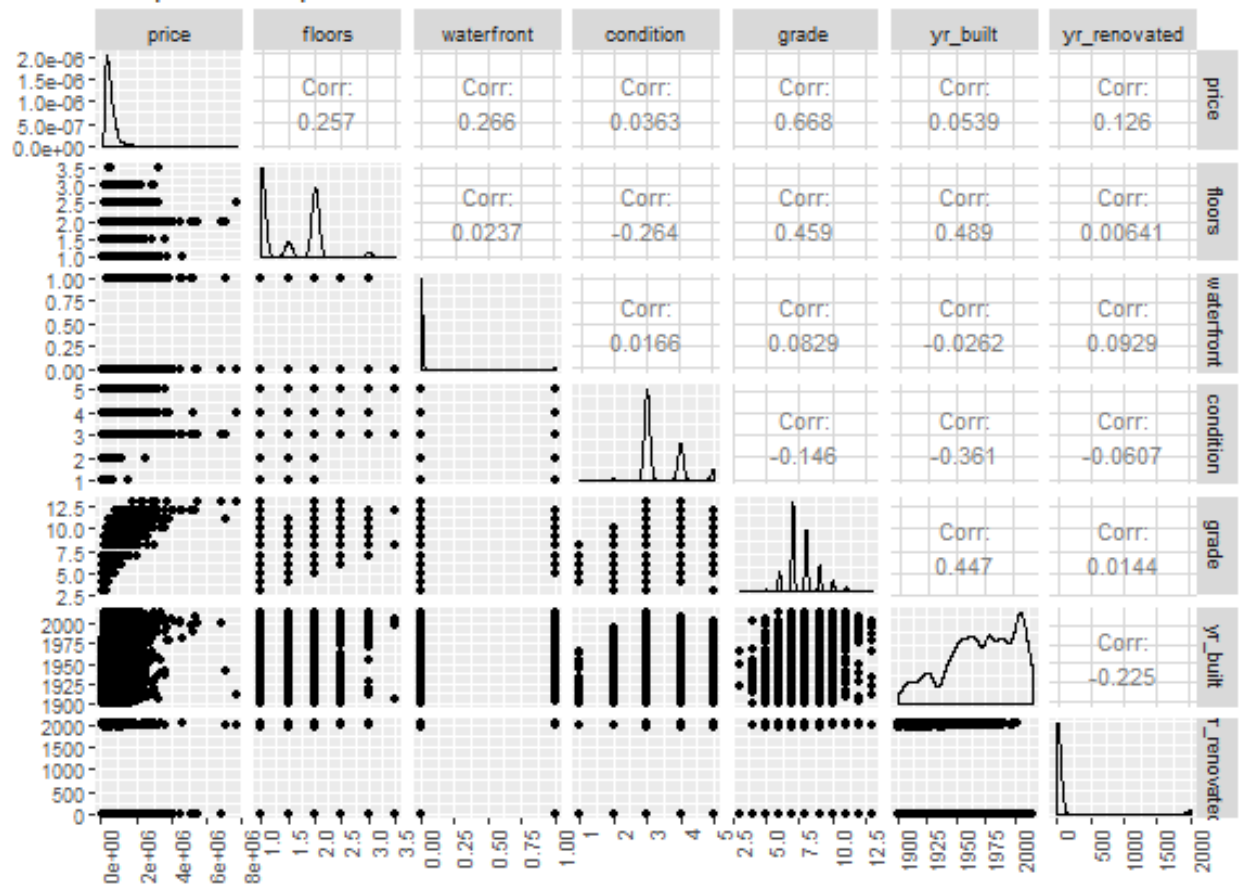 price floors waterfront condition grade yr_built yr_renovated
2.0e-06
1.5e-06
1.0e-06
5.0e-07
0.0e+00
Corr: Corr: Corr: Corr: Corr: Corr:
0.257 0.266 0.0363 0.668 0.0539 0.126
price
3.5
3.0
2.5
2.0
1.5
1.0
Corr: Corr: Corr: Corr: Corr:
0.0237 -0.264 0.459 0.489 0.00641
floors
1.00
0.75
0.50
0.25
0.00
Corr: Corr: Corr: Corr:
0.0166 0.0829 -0.0262 0.0929
waterfront
5
4
3
2
1
Corr: Corr: Corr:
-0.146 -0.361 -0.0607
condition
12.5
10.0
7.5
5.0
2.5
Corr: Corr:
0.447 0.0144
grade
2000
1975
1950
1925
1900
Corr:
-0.225
yr_built
2000
1500
1000
500
0
r_renovated
0e+00 2e+06 4e+06 6e+06 8e+06 1.0 1.5 2.0 2.5 3.0 3.5 0.00 0.25 0.50 0.75 1.00 1 2 3 4 5 2.5 5.0 7.5 10.0 12.5 1900 1925 1950 1975 2000 0 500 1000 1500 2000